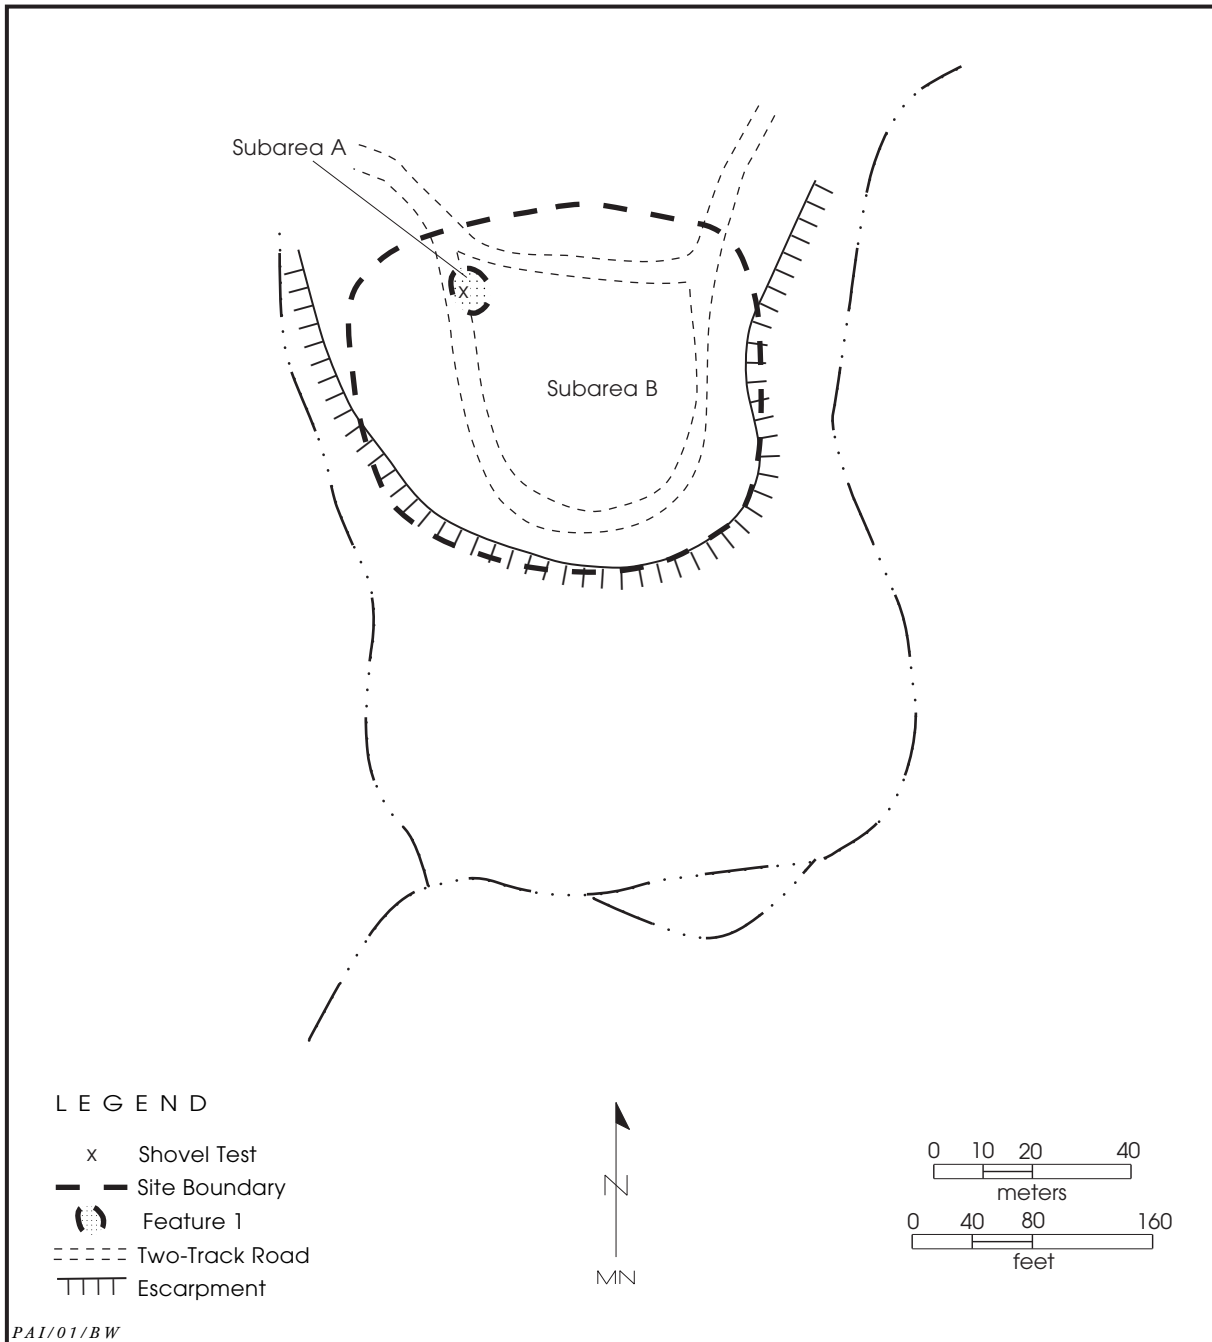 Subarea A
Subarea B
L E G E N D
x Shovel Test
Site Boundary
Feature 1
Two-Track Road
Escarpment
N
MN
0 10 20 40
meters
0 40 80 160
feet
PAI/01/BW
x